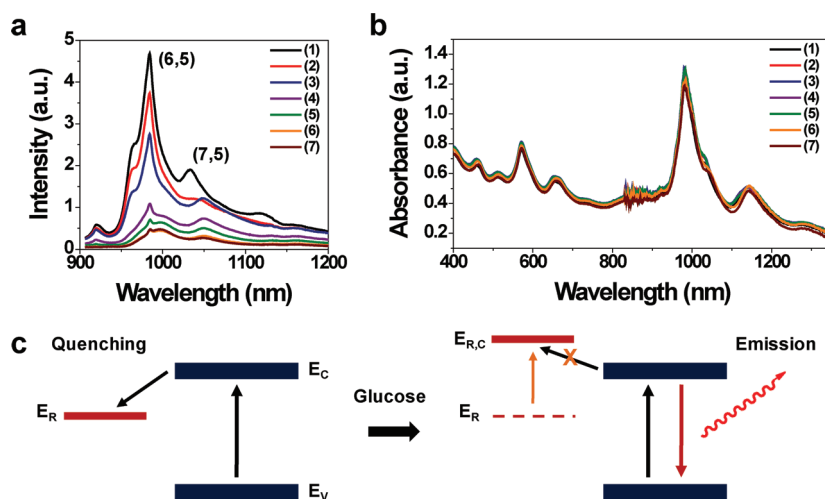 a
Intensity (a.u.)
5
4
3
2
1
0
(6,5)
(7,5)
(1)
(2)
(3)
(4)
(5)
(6)
(7)
900 1000 1100 1200
Wavelength (nm)
b
Absorbance (a.u.)
1.4
1.2
1.0
0.8
0.6
0.4
0.2
(1)
(2)
(3)
(4)
(5)
(6)
(7)
400 600 800 1000 1200
Wavelength (nm)
c
Quenching
E_C
E_R
E_V
Glucose
E_R,C
X
Emission
E_R